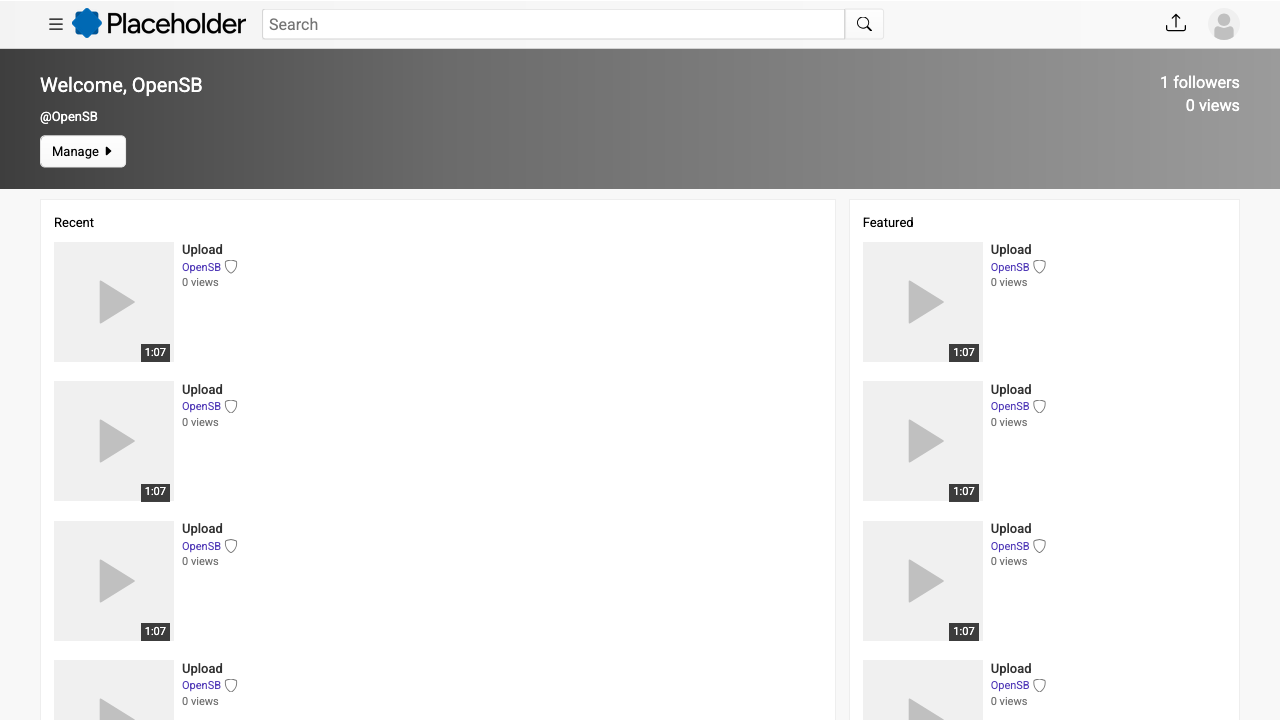 Placeholder
Search
Welcome, OpenSB
@OpenSB
Manage
1 followers
0 views
Recent
Upload
OpenSB
0 views
1:07
Upload
OpenSB
0 views
1:07
Upload
OpenSB
0 views
1:07
Upload
OpenSB
0 views
Featured
Upload
OpenSB
0 views
1:07
Upload
OpenSB
0 views
1:07
Upload
OpenSB
0 views
1:07
Upload
OpenSB
0 views